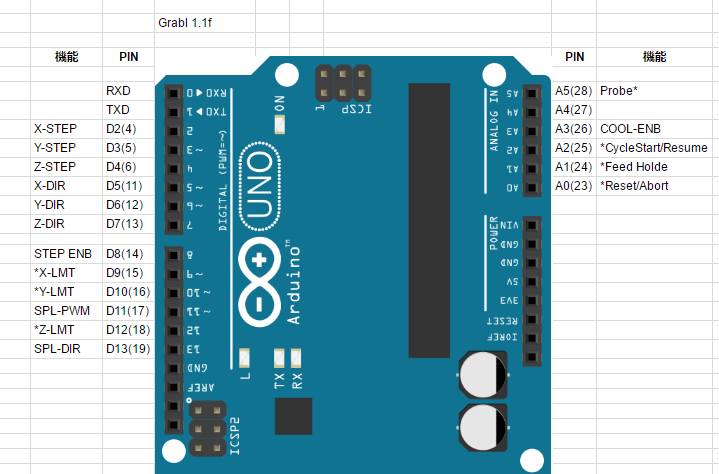 Grabl 1.1f
機能 PIN
RXD
TXD
X-STEP D2(4)
Y-STEP D3(5)
Z-STEP D4(6)
X-DIR D5(11)
Y-DIR D6(12)
Z-DIR D7(13)
STEP ENB D8(14)
*X-LMT D9(15)
*Y-LMT D10(16)
SPL-PWM D11(17)
*Z-LMT D12(18)
SPL-DIR D13(19)
0 ◀ RXD
1 ▶ TXD
2
3 ~
4
5 ~
6 ~
7
8
9 ~
10 ~
11 ~
12
13
GND
AREF
DIGITAL (PWM=~)
ON
UNO
Arduino™
L
TX
RX
ICSP2
1
ICSP
ANALOG IN
A5
A4
A3
A2
A1
A0
POWER
VIN
GND
GND
5V
3V3
RESET
IOREF
PIN 機能
A5(28) Probe*
A4(27)
A3(26) COOL-ENB
A2(25) *CycleStart/Resume
A1(24) *Feed Holde
A0(23) *Reset/Abort